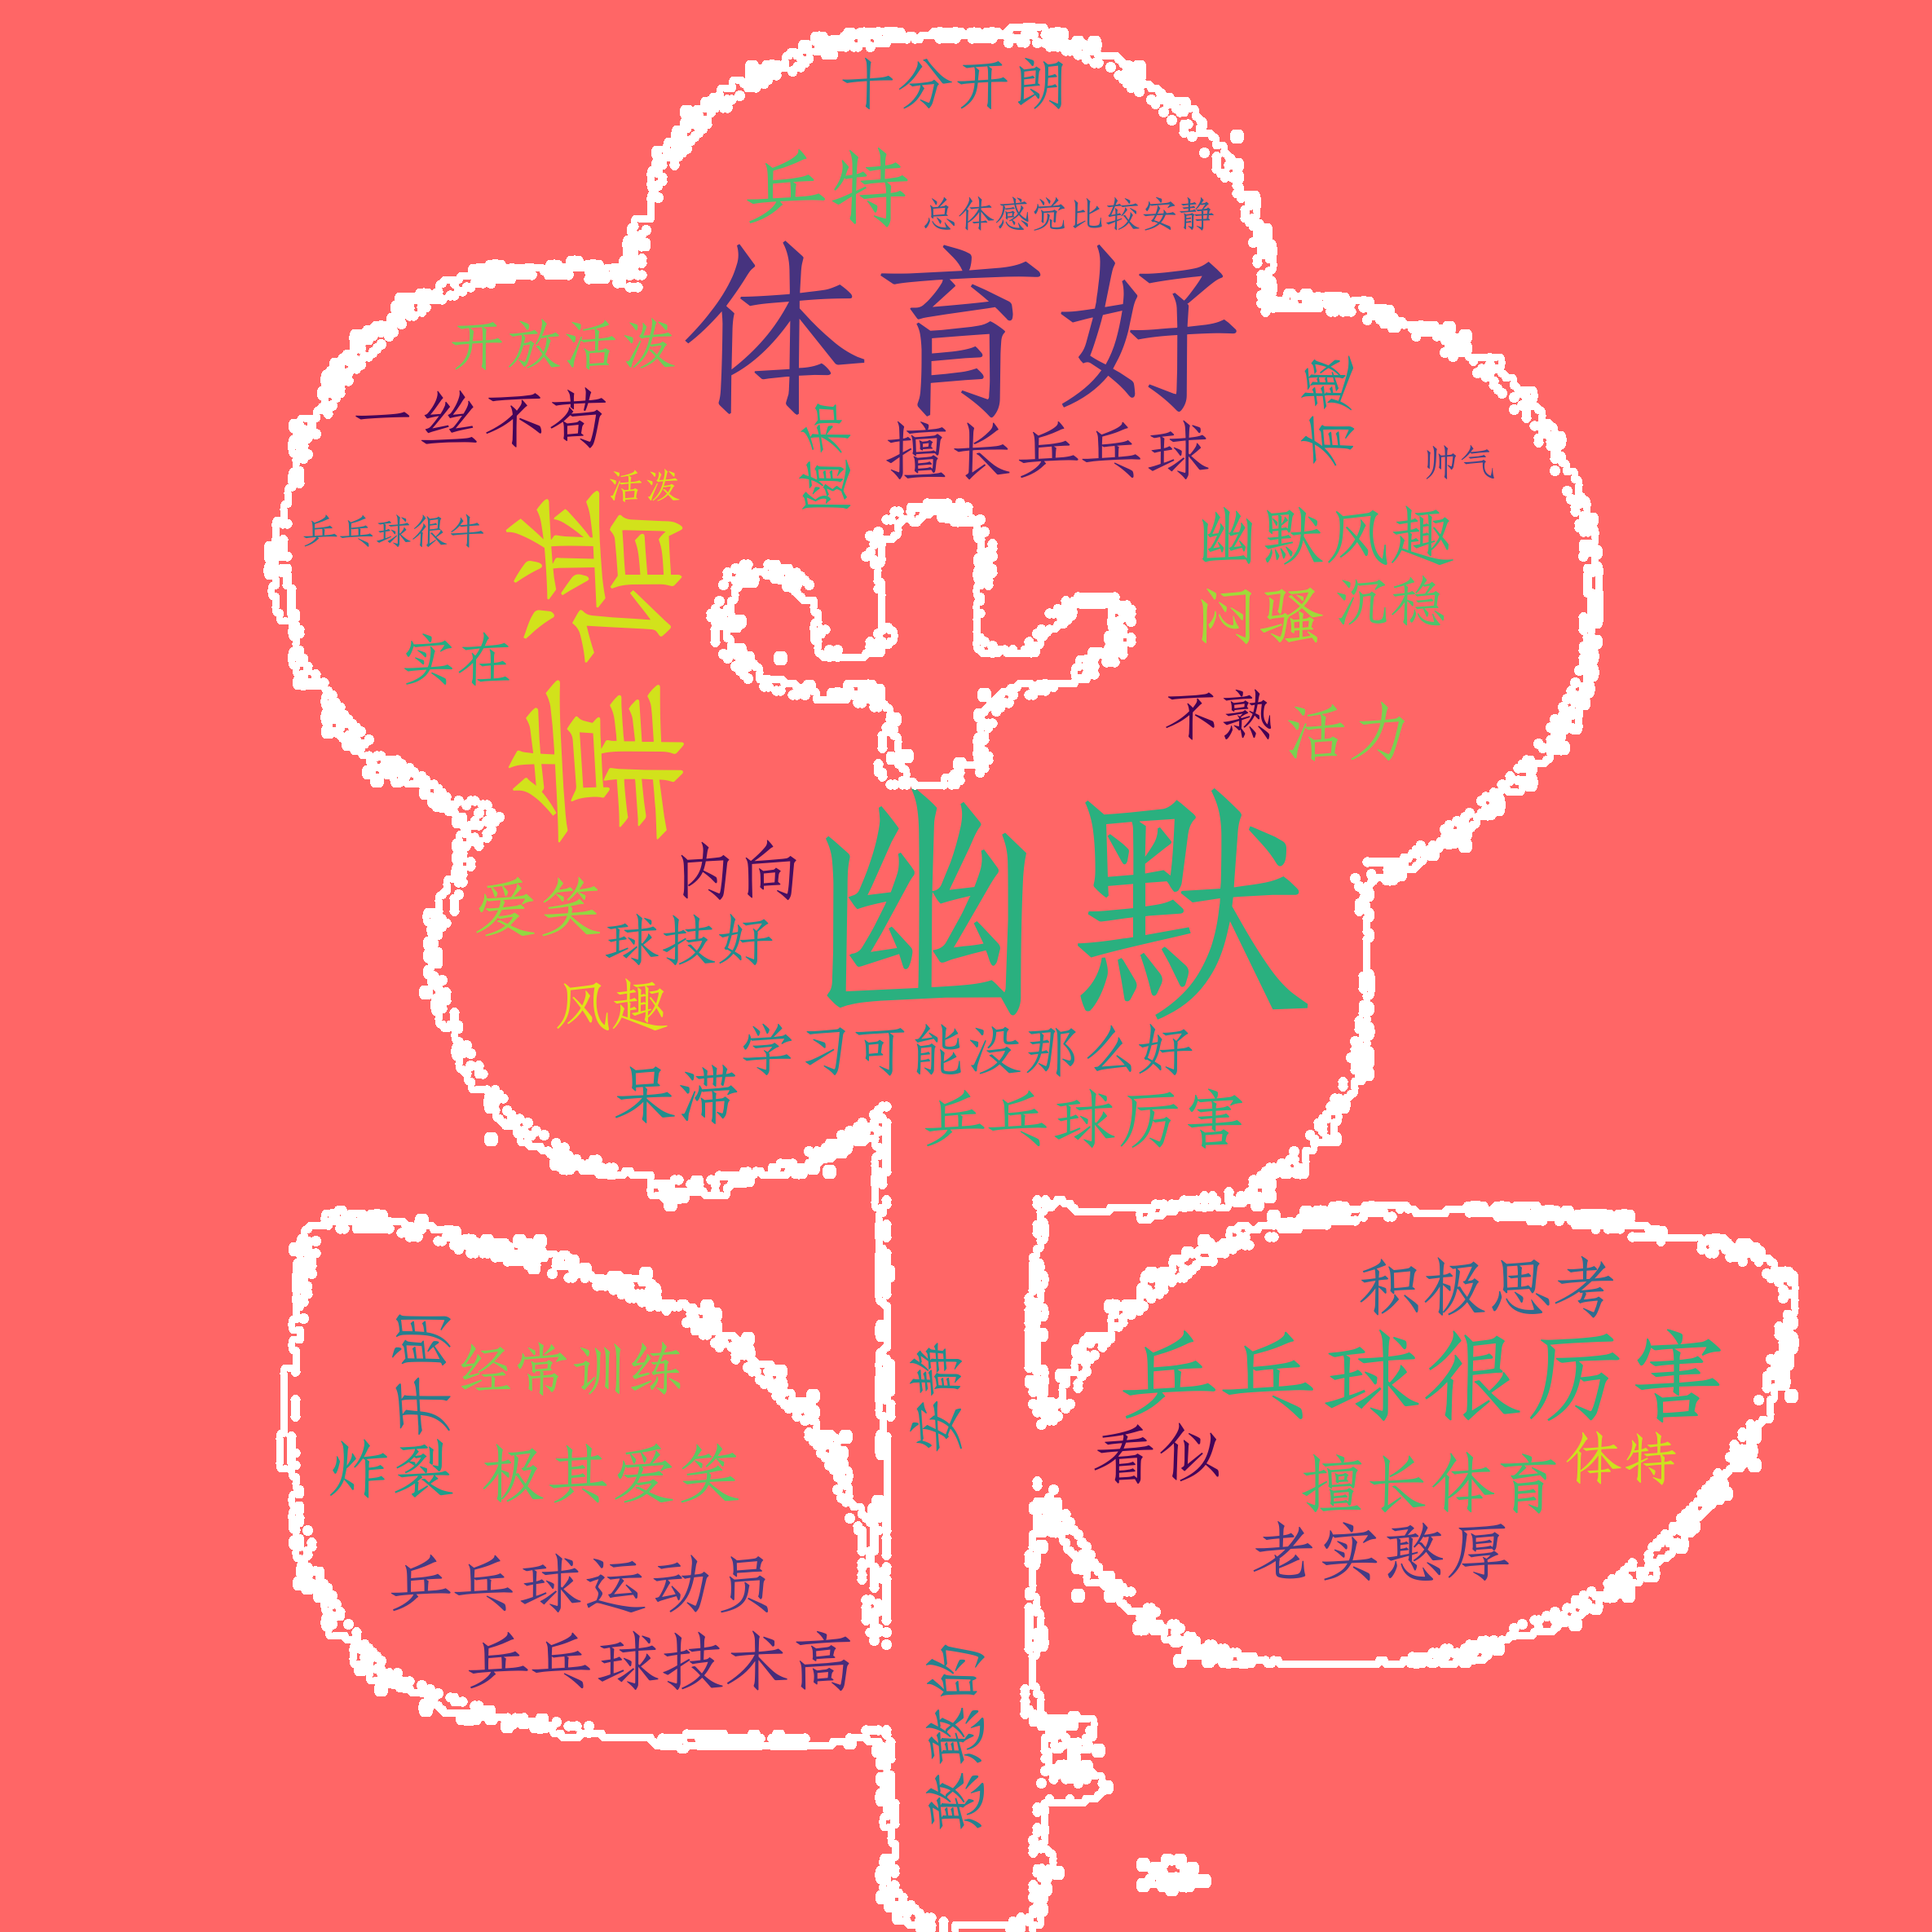 十分开朗
乒特
总体感觉比较安静
体育好
开放活泼
一丝不苟
擅长乒乓球
帅气
活泼
乒乓球很牛
靠谱
幽默风趣
闷骚
沉稳
实在
不熟
活力
幽默
内向
爱笑
球技好
风趣
学习可能没那么好
呆滞
乒乓球厉害
积极思考
开朗
经常训练
安静
乒乓球很厉害
看似
炸裂
极其爱笑
擅长体育
体特
老实憨厚
乒乓球运动员
乒乓球技术高
憨憨的